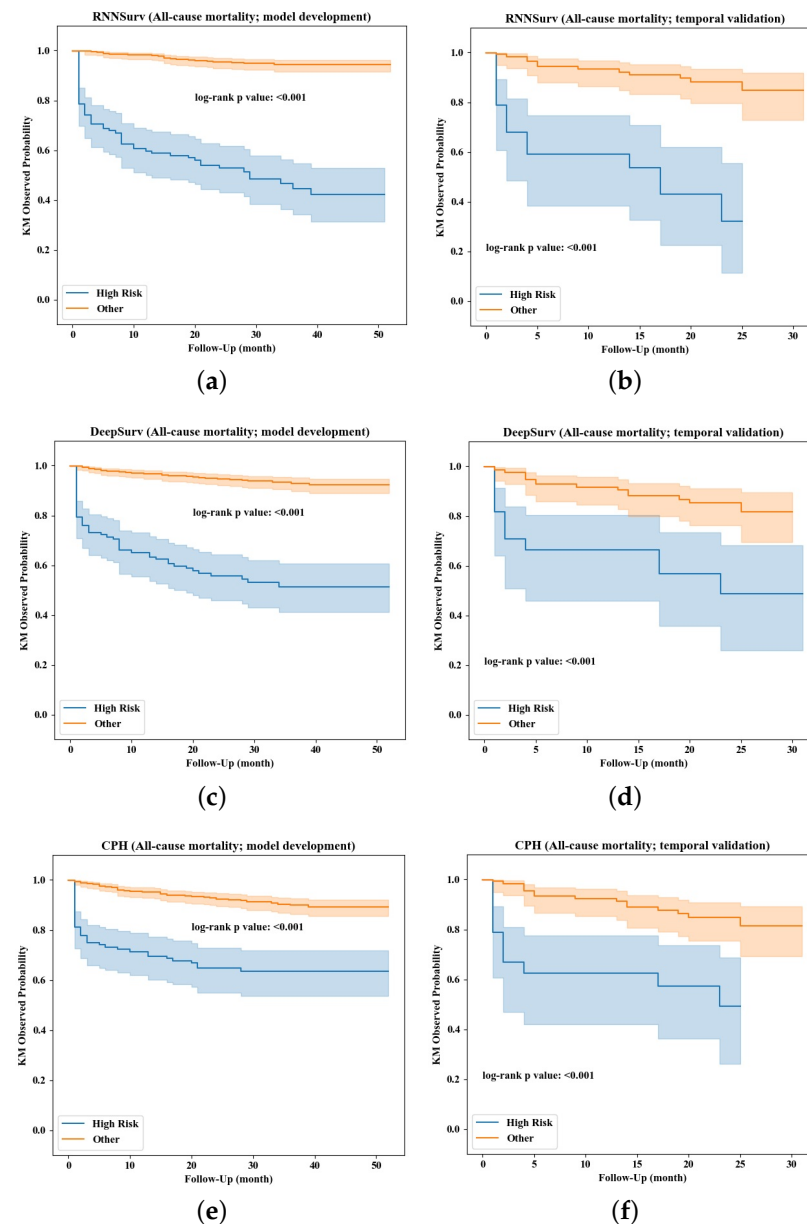 RNNSurv (All-cause mortality; model development)
KM Observed Probability
1.0
0.8
0.6
0.4
0.2
0.0
log-rank p value: <0.001
High Risk
Other
0 10 20 30 40 50
Follow-Up (month)
(a)
RNNSurv (All-cause mortality; temporal validation)
KM Observed Probability
1.0
0.8
0.6
0.4
0.2
0.0
log-rank p value: <0.001
High Risk
Other
0 5 10 15 20 25 30
Follow-Up (month)
(b)
DeepSurv (All-cause mortality; model development)
KM Observed Probability
1.0
0.8
0.6
0.4
0.2
0.0
log-rank p value: <0.001
High Risk
Other
0 10 20 30 40 50
Follow-Up (month)
(c)
DeepSurv (All-cause mortality; temporal validation)
KM Observed Probability
1.0
0.8
0.6
0.4
0.2
0.0
log-rank p value: <0.001
High Risk
Other
0 5 10 15 20 25 30
Follow-Up (month)
(d)
CPH (All-cause mortality; model development)
KM Observed Probability
1.0
0.8
0.6
0.4
0.2
0.0
log-rank p value: <0.001
High Risk
Other
0 10 20 30 40 50
Follow-Up (month)
(e)
CPH (All-cause mortality; temporal validation)
KM Observed Probability
1.0
0.8
0.6
0.4
0.2
0.0
log-rank p value: <0.001
High Risk
Other
0 5 10 15 20 25 30
Follow-Up (month)
(f)